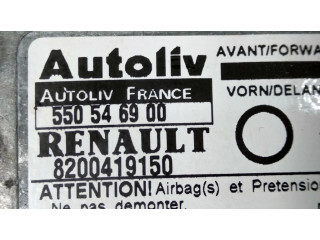 Autoliv
AVANT/FORWA
AUTOLIV FRANCE
VORN/DELAN
550 54 69 00
RENAULT
8200419150
ATTENTION! Airbag(s) et Pretension
Ne pas demonter.